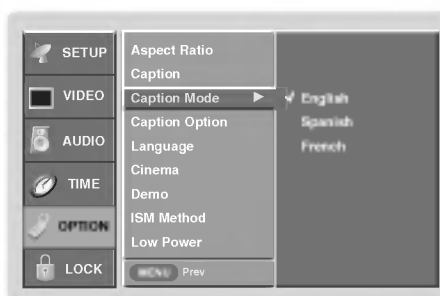 SETUP
VIDEO
AUDIO
TIME
OPTION
LOCK
Aspect Ratio
Caption
Caption Mode
Caption Option
Language
Cinema
Demo
ISM Method
Low Power
MENU Prev
English
Spanish
French